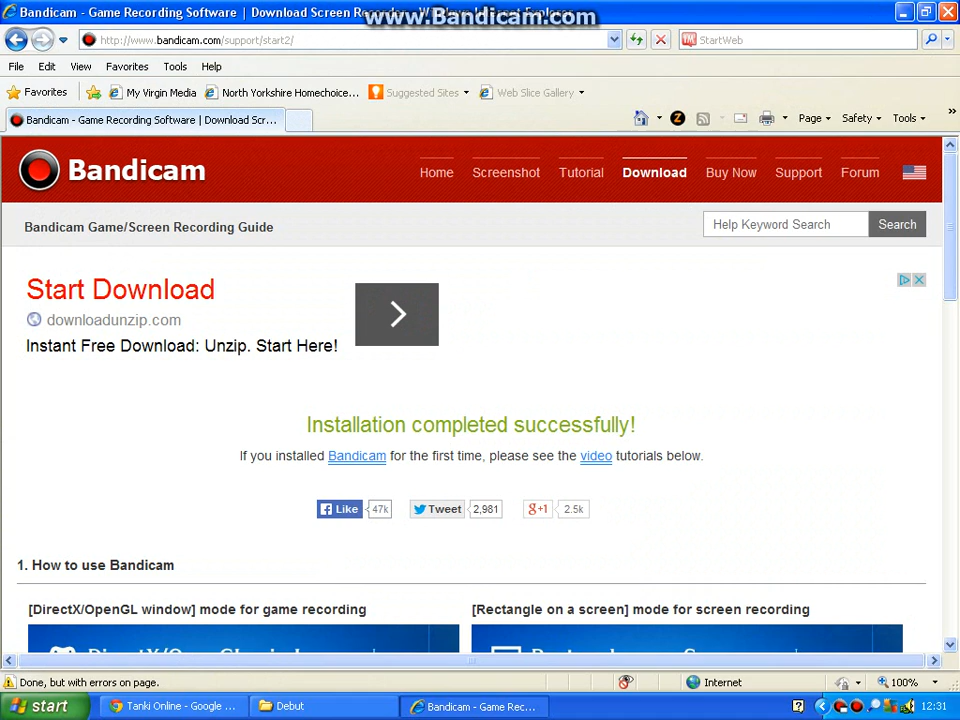 Bandicam - Game Recording Software | Download Screen
www.Bandicam.com
http://www.bandicam.com/support/start2/
StartWeb
File Edit View Favorites Tools Help
Favorites My Virgin Media North Yorkshire Homechoice... Suggested Sites Web Slice Gallery
Bandicam - Game Recording Software | Download Scr... Page Safety Tools
Bandicam Home Screenshot Tutorial Download Buy Now Support Forum
Bandicam Game/Screen Recording Guide Help Keyword Search Search
Start Download
downloadunzip.com
Instant Free Download: Unzip. Start Here!
Installation completed successfully!
If you installed Bandicam for the first time, please see the video tutorials below.
Like 47k Tweet 2,981 g+1 2.5k
1. How to use Bandicam
[DirectX/OpenGL window] mode for game recording [Rectangle on a screen] mode for screen recording
Done, but with errors on page. Internet 100%
start Tanki Online - Google ... Debut Bandicam - Game Rec... 12:31